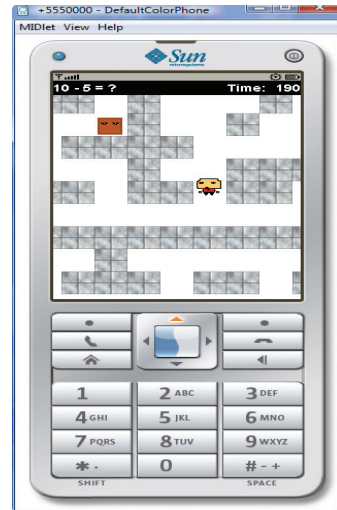 +5550000 - DefaultColorPhone
MIDlet View Help
Sun
microsystems
10 - 5 = ? Time: 190
1 2 ABC 3 DEF
4 GHI 5 JKL 6 MNO
7 PQRS 8 TUV 9 WXYZ
* . 0 # - +
SHIFT SPACE